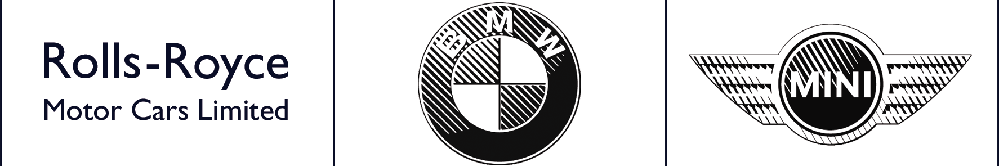 Rolls-Royce
Motor Cars Limited
BMW
MINI